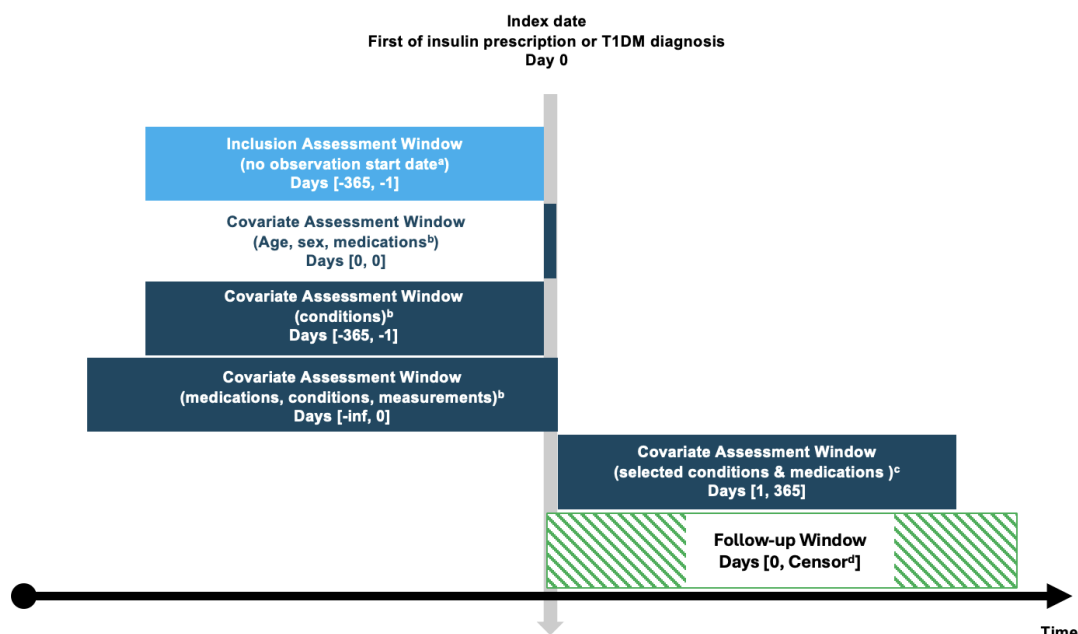 Index date
First of insulin prescription or T1DM diagnosis
Day 0
Inclusion Assessment Window
(no observation start dateᵃ)
Days [-365, -1]
Covariate Assessment Window
(Age, sex, medicationsᵇ)
Days [0, 0]
Covariate Assessment Window
(conditions)ᵇ
Days [-365, -1]
Covariate Assessment Window
(medications, conditions, measurements)ᵇ
Days [-inf, 0]
Covariate Assessment Window
(selected conditions & medications )ᶜ
Days [1, 365]
Follow-up Window
Days [0, Censorᵈ]
Time